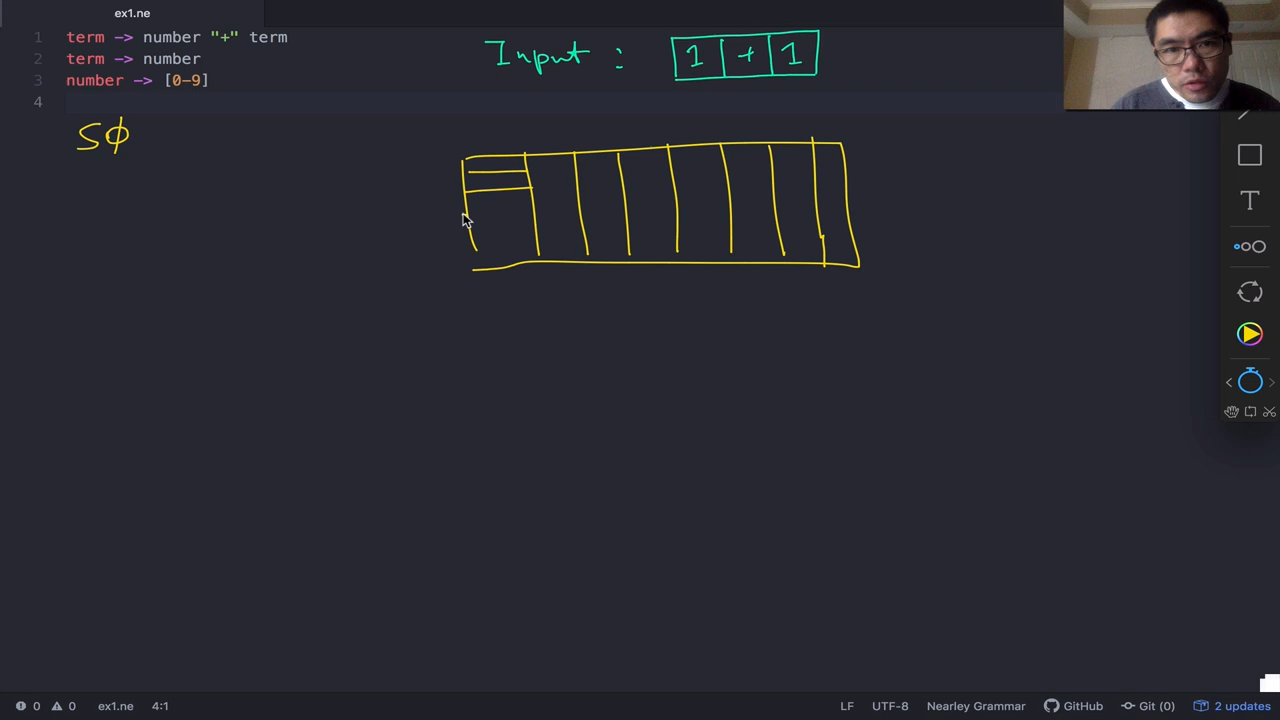 ex1.ne
1 term -> number "+" term
2 term -> number
3 number -> [0-9]
4
Input : 1 + 1
SØ
T
0 0 ex1.ne 4:1 LF UTF-8 Nearley Grammar GitHub Git (0) 2 updates